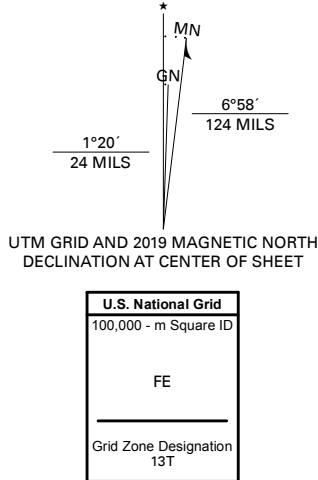 MN
GN
6°58´
124 MILS
1°20´
24 MILS
UTM GRID AND 2019 MAGNETIC NORTH
DECLINATION AT CENTER OF SHEET
U.S. National Grid
100,000 - m Square ID
FE
Grid Zone Designation
13T